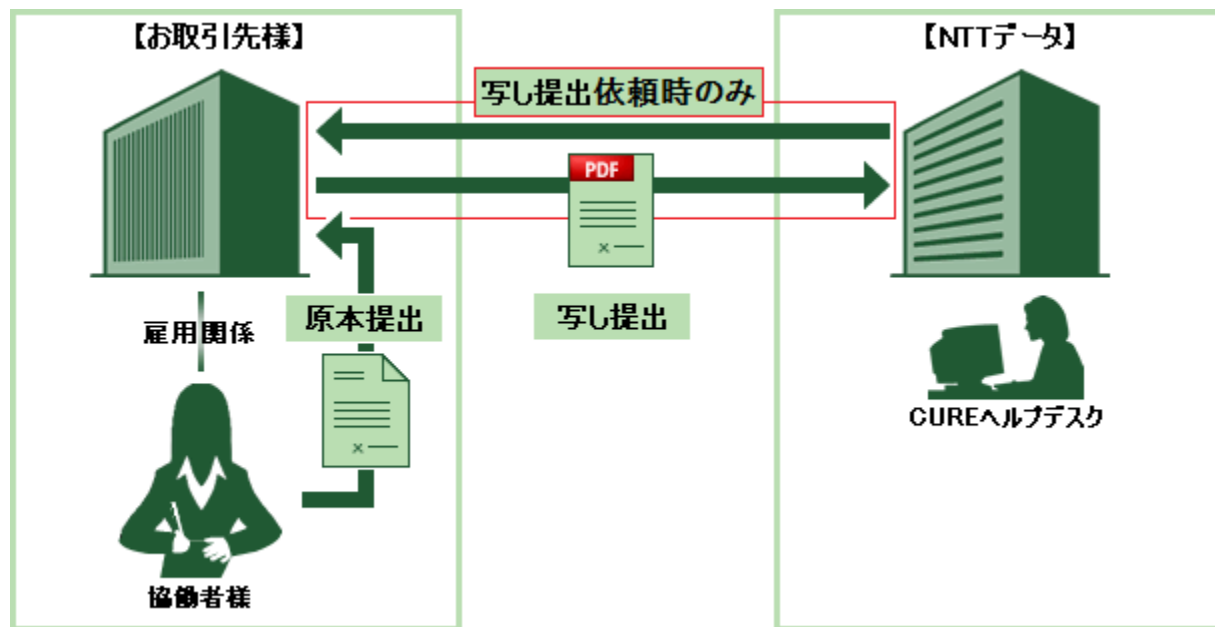 【お取引先様】
【NTTデータ】
写し提出依頼時のみ
PDF
原本提出
写し提出
雇用関係
CUREヘルプデスク
協働者様